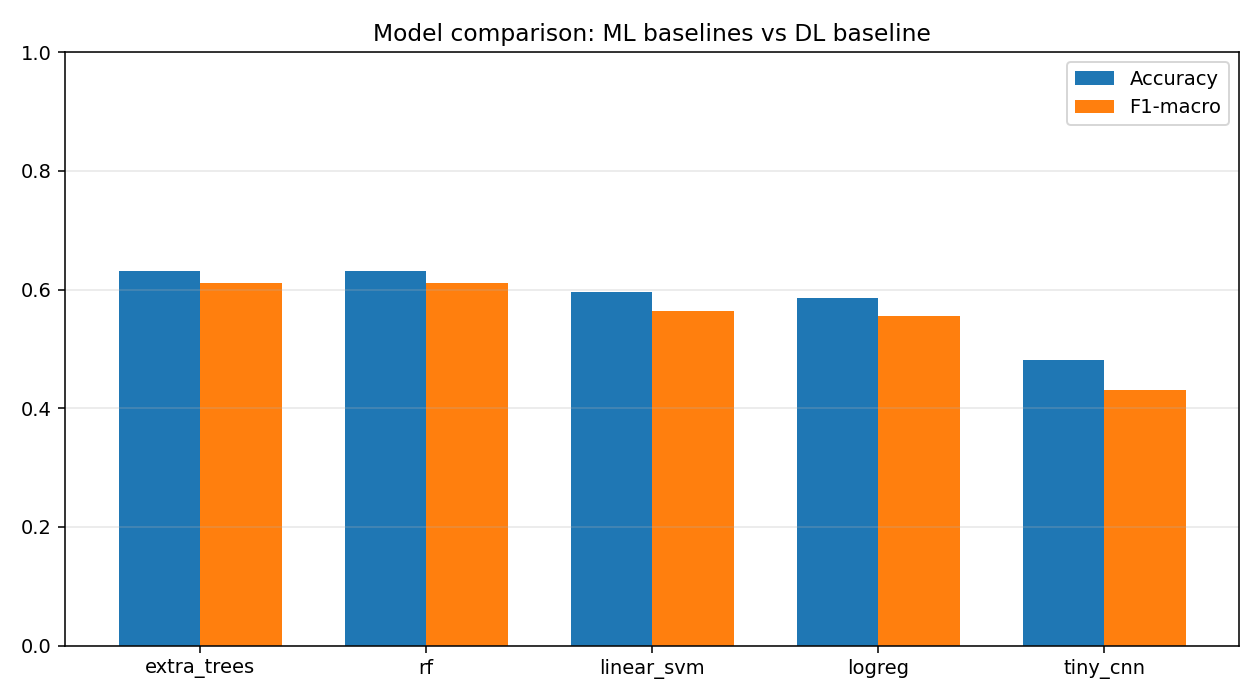 Model comparison: ML baselines vs DL baseline
1.0
Accuracy
F1-macro
0.8
0.6
0.4
0.2
0.0
extra_trees rf linear_svm logreg tiny_cnn